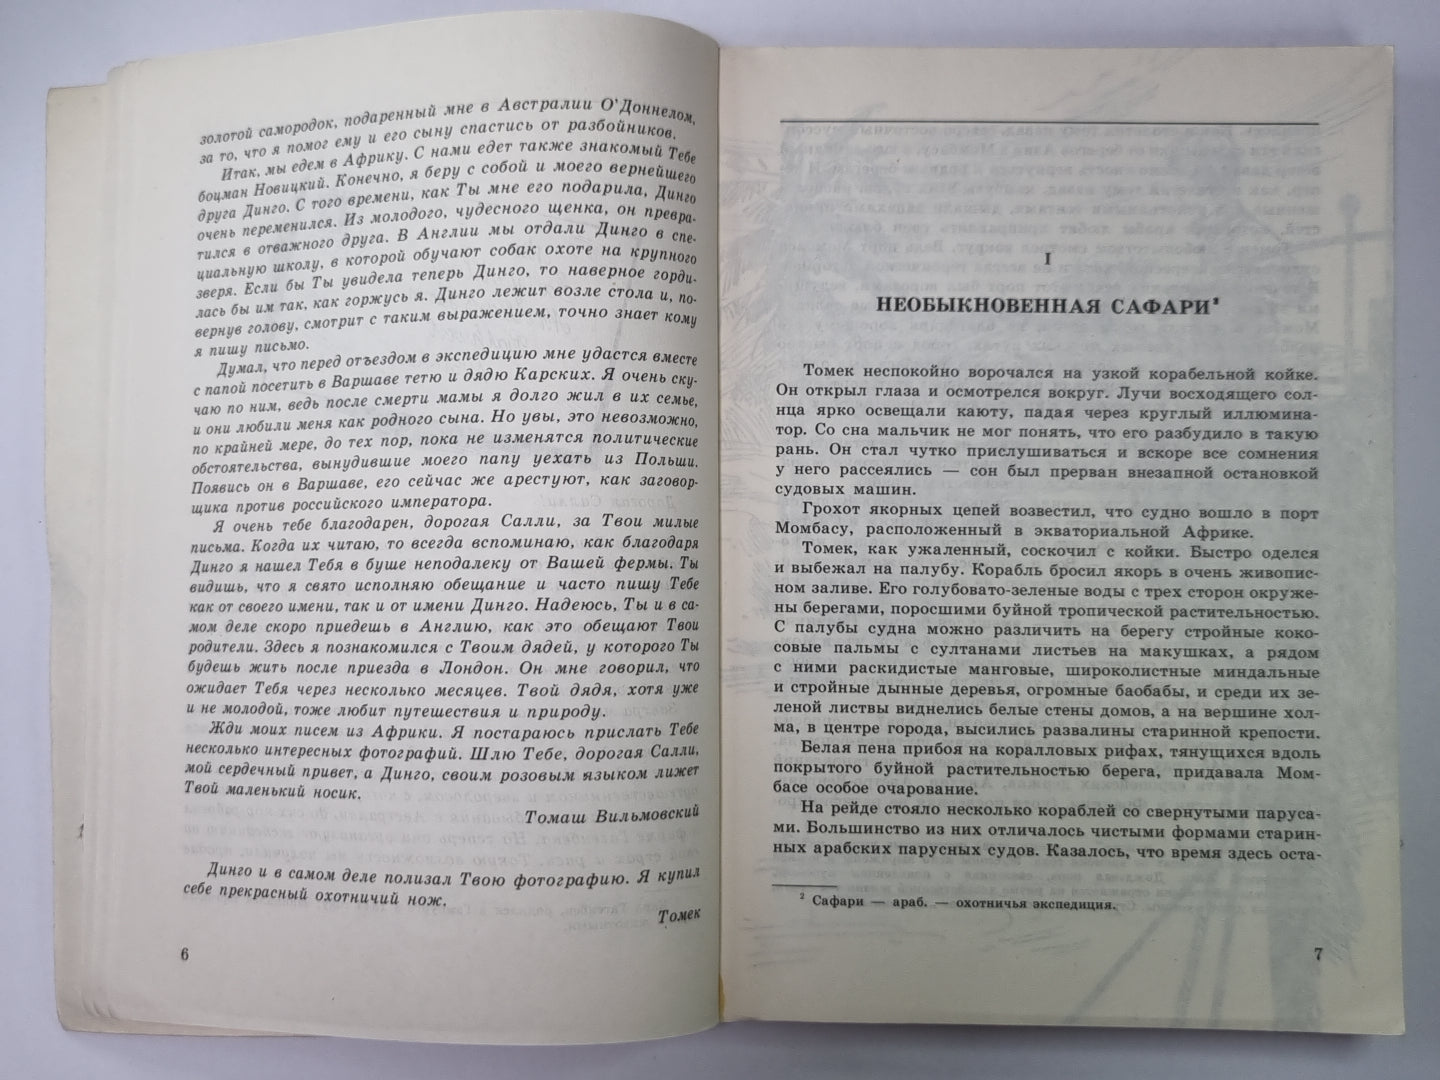 золотой самородок, подаренный мне в Австралии О'Доннелом,
за то, что я помог ему и его сыну спастись от разбойников.
Итак, мы едем в Африку. С нами едет также знакомый Тебе
боцман Новицкий. Конечно, я беру с собой и моего вернейшего
друга Динго. С того времени, как Ты мне его подарила, Динго
очень переменился. Из молодого, чудесного щенка, он превра-
тился в отважного друга. В Англии мы отдали Динго в спе-
циальную школу, в которой обучают собак охоте на крупного
зверя. Если бы Ты увидела теперь Динго, то наверное горди-
лась бы им так, как горжусь я. Динго лежит возле стола и, по-
вернув голову, смотрит с таким выражением, точно знает кому
я пишу письмо.
Думал, что перед отъездом в экспедицию мне удастся вместе
с папой посетить в Варшаве тетю и дядю Карских. Я очень ску-
чаю по ним, ведь после смерти мамы я долго жил в их семье,
и они любили меня как родного сына. Но увы, это невозможно,
по крайней мере, до тех пор, пока не изменятся политические
обстоятельства, вынудившие моего папу уехать из Польши.
Появись он в Варшаве, его сейчас же арестуют, как заговор-
щика против российского императора.
Я очень тебе благодарен, дорогая Салли, за Твои милые
письма. Когда их читаю, то всегда вспоминаю, как благодаря
Динго я нашел Тебя в буше неподалеку от Вашей фермы. Ты
видишь, что я свято исполняю обещание и часто пишу Тебе
как от своего имени, так и от имени Динго. Надеюсь, Ты и в са-
мом деле скоро приедешь в Англию, как это обещают Твои
родители. Здесь я познакомился с Твоим дядей, у которого Ты
будешь жить после приезда в Лондон. Он мне говорил, что
ожидает Тебя через несколько месяцев. Твой дядя, хотя уже
и не молодой, тоже любит путешествия и природу.
Жди моих писем из Африки. Я постараюсь прислать Тебе
несколько интересных фотографий. Шлю Тебе, дорогая Салли,
мой сердечный привет, а Динго, своим розовым языком лижет
Твой маленький носик.
Томаш Вильмовский
Динго и в самом деле полизал Твою фотографию. Я купил
себе прекрасный охотничий нож.
Томек
6
I
НЕОБЫКНОВЕННАЯ САФАРИ²
Томек неспокойно ворочался на узкой корабельной койке.
Он открыл глаза и осмотрелся вокруг. Лучи восходящего сол-
нца ярко освещали каюту, падая через круглый иллюмина-
тор. Со сна мальчик не мог понять, что его разбудило в такую
рань. Он стал чутко прислушиваться и вскоре все сомнения
у него рассеялись — сон был прерван внезапной остановкой
судовых машин.
Грохот якорных цепей возвестил, что судно вошло в порт
Момбасу, расположенный в экваториальной Африке.
Томек, как ужаленный, соскочил с койки. Быстро оделся
и выбежал на палубу. Корабль бросил якорь в очень живопис-
ном заливе. Его голубовато-зеленые воды с трех сторон окруже-
ны берегами, поросшими буйной тропической растительностью.
С палубы судна можно различить на берегу стройные коко-
совые пальмы с султанами листьев на макушках, а рядом
с ними раскидистые манговые, широколистные миндальные
и стройные дынные деревья, огромные баобабы, и среди их зе-
леной листвы виднелись белые стены домов, а на вершине хол-
ма, в центре города, высились развалины старинной крепости.
Белая пена прибоя на коралловых рифах, тянущихся вдоль
покрытого буйной растительностью берега, придавала Мом-
басе особое очарование.
На рейде стояло несколько кораблей со свернутыми паруса-
ми. Большинство из них отличалось чистыми формами старин-
ных арабских парусных судов. Казалось, что время здесь оста-
² Сафари — араб. — охотничья экспедиция.
7